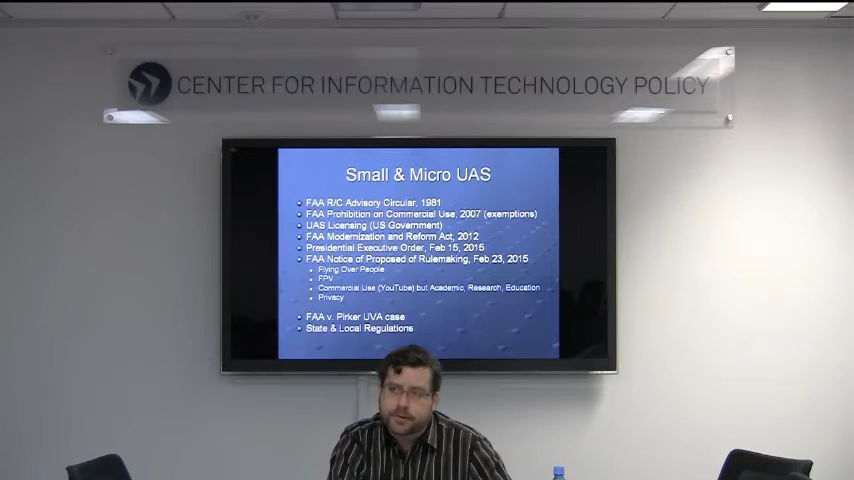 CENTER FOR INFORMATION TECHNOLOGY POLICY
Small & Micro UAS
FAA R/C Advisory Circular, 1981
FAA Prohibition on Commercial Use, 2007 (exemptions)
UAS Licensing (US Government)
FAA Modernization and Reform Act, 2012
Presidential Executive Order, Feb 15, 2015
FAA Notice of Proposed of Rulemaking, Feb 23, 2015
Flying Over People
FPV
Commercial Use (YouTube) but Academic, Research, Education
Privacy
FAA v. Pirker UVA case
State & Local Regulations